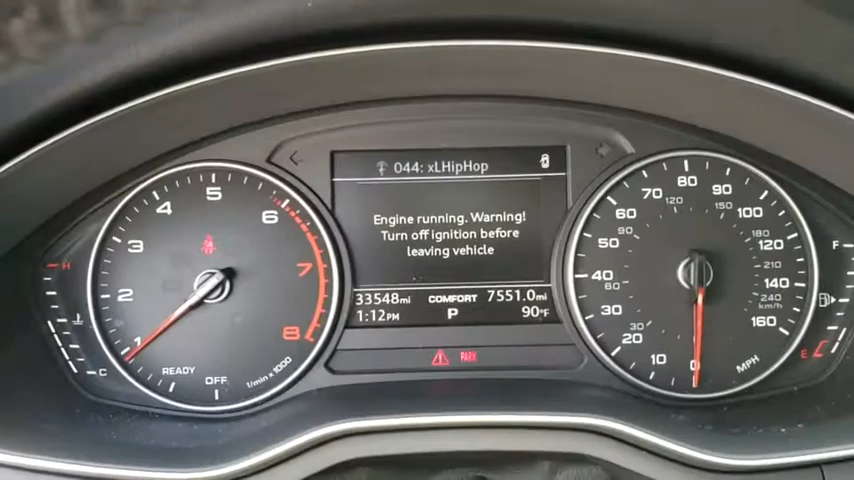 044: xLHipHop
Engine running. Warning!
Turn off ignition before
leaving vehicle
33548mi COMFORT 7551.0mi
1:12PM P 90°F
PARK
H
C
1
2
3
4
5
6
7
8
READY
OFF
1/min x 1000
0
10
20
30
40
50
60
70
80
90
100
120
140
160
MPH
30
60
90
120
150
180
210
240
km/h
F
E